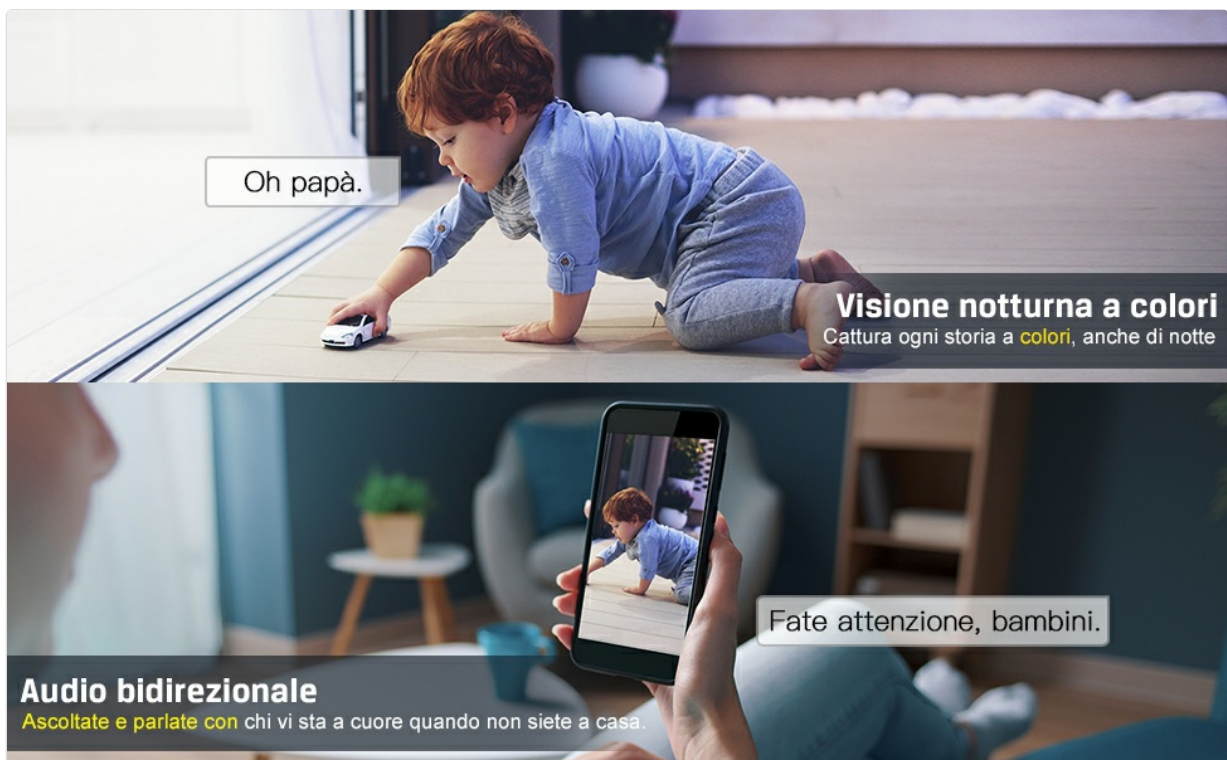 Oh papà.
Visione notturna a colori
Cattura ogni storia a colori, anche di notte
Fate attenzione, bambini.
Audio bidirezionale
Ascoltate e parlate con chi vi sta a cuore quando non siete a casa.